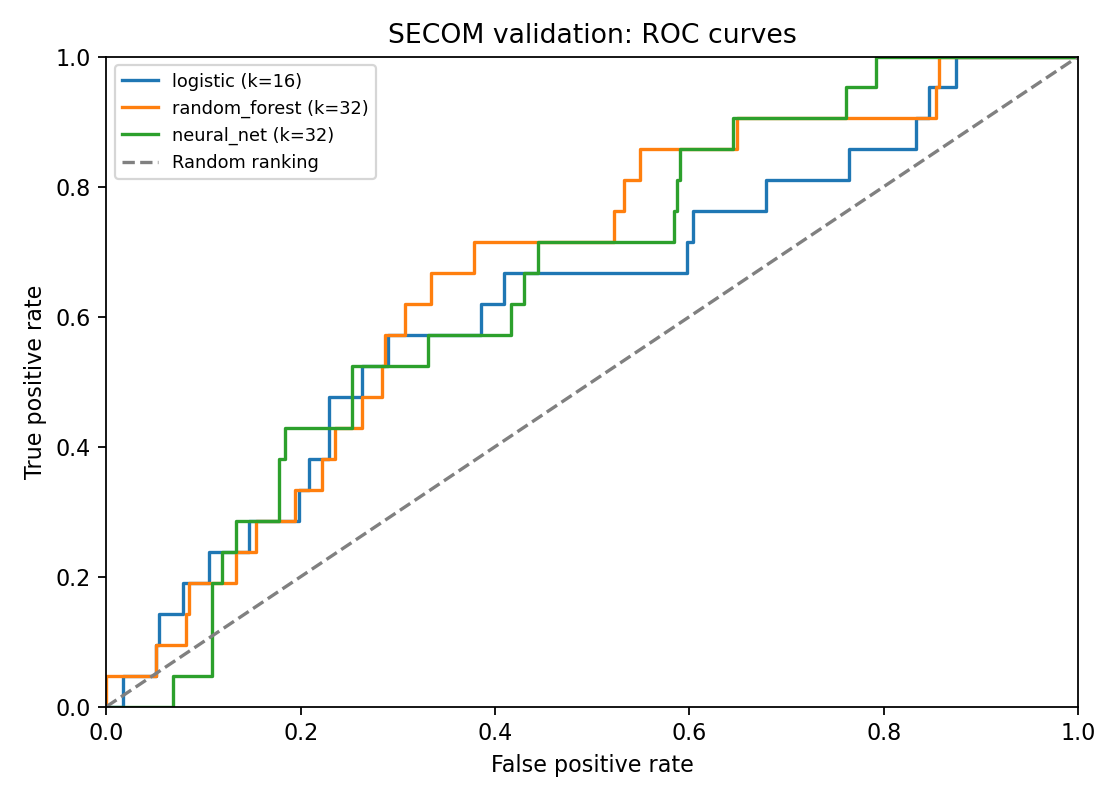 SECOM validation: ROC curves
logistic (k=16)
random_forest (k=32)
neural_net (k=32)
Random ranking
1.0
0.8
0.6
0.4
0.2
0.0
True positive rate
0.0 0.2 0.4 0.6 0.8 1.0
False positive rate